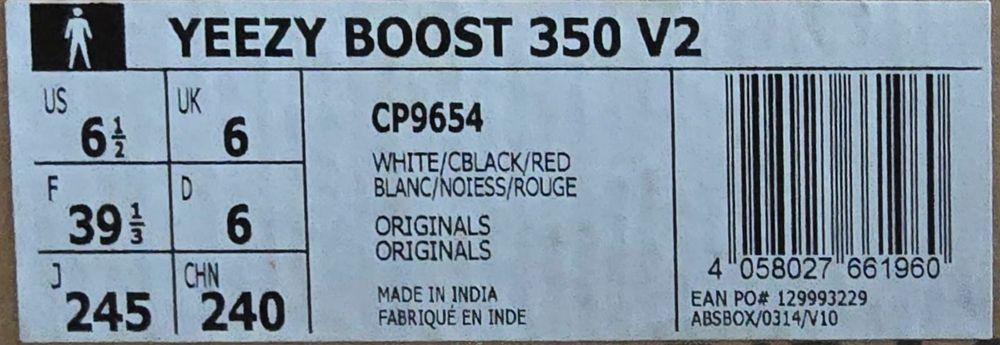 YEEZY BOOST 350 V2
US 6 1/2
UK 6
F 39 1/3
D 6
J 245
CHN 240
CP9654
WHITE/CBLACK/RED
BLANC/NOIESS/ROUGE
ORIGINALS
ORIGINALS
MADE IN INDIA
FABRIQUÉ EN INDE
4 058027 661960
EAN PO# 129993229
ABSBOX/0314/V10